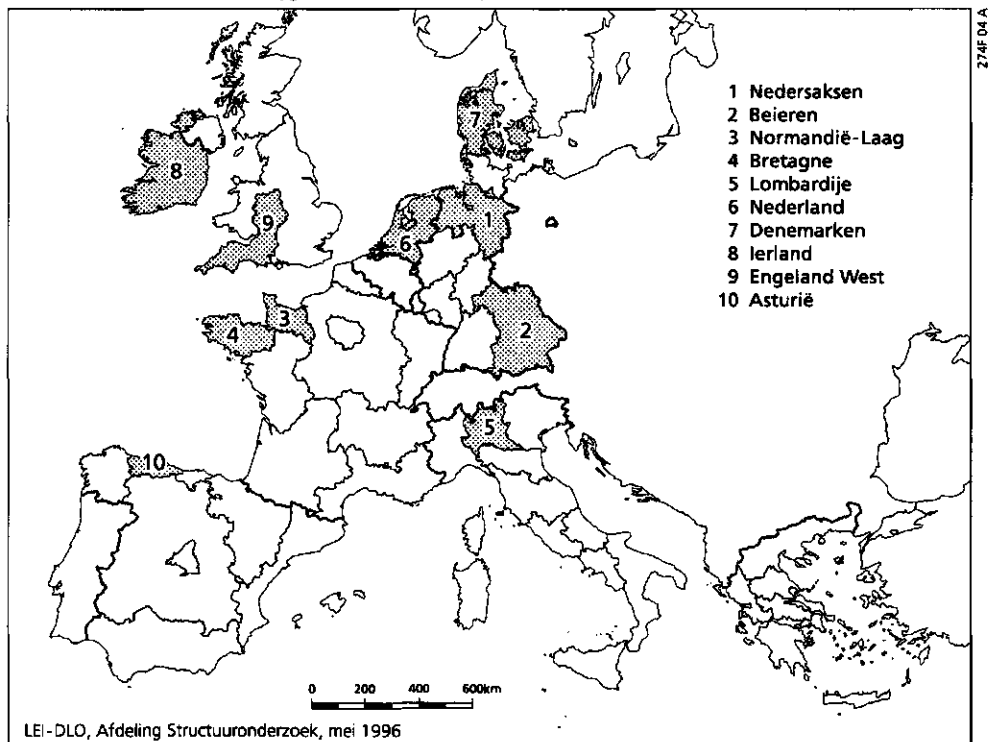 274F 04 A
1 Nedersaksen
2 Beieren
3 Normandië-Laag
4 Bretagne
5 Lombardije
6 Nederland
7 Denemarken
8 Ierland
9 Engeland West
10 Asturië
7
8
9
1
6
3
4
2
5
10
0 200 400 600km
LEI-DLO, Afdeling Structuuronderzoek, mei 1996